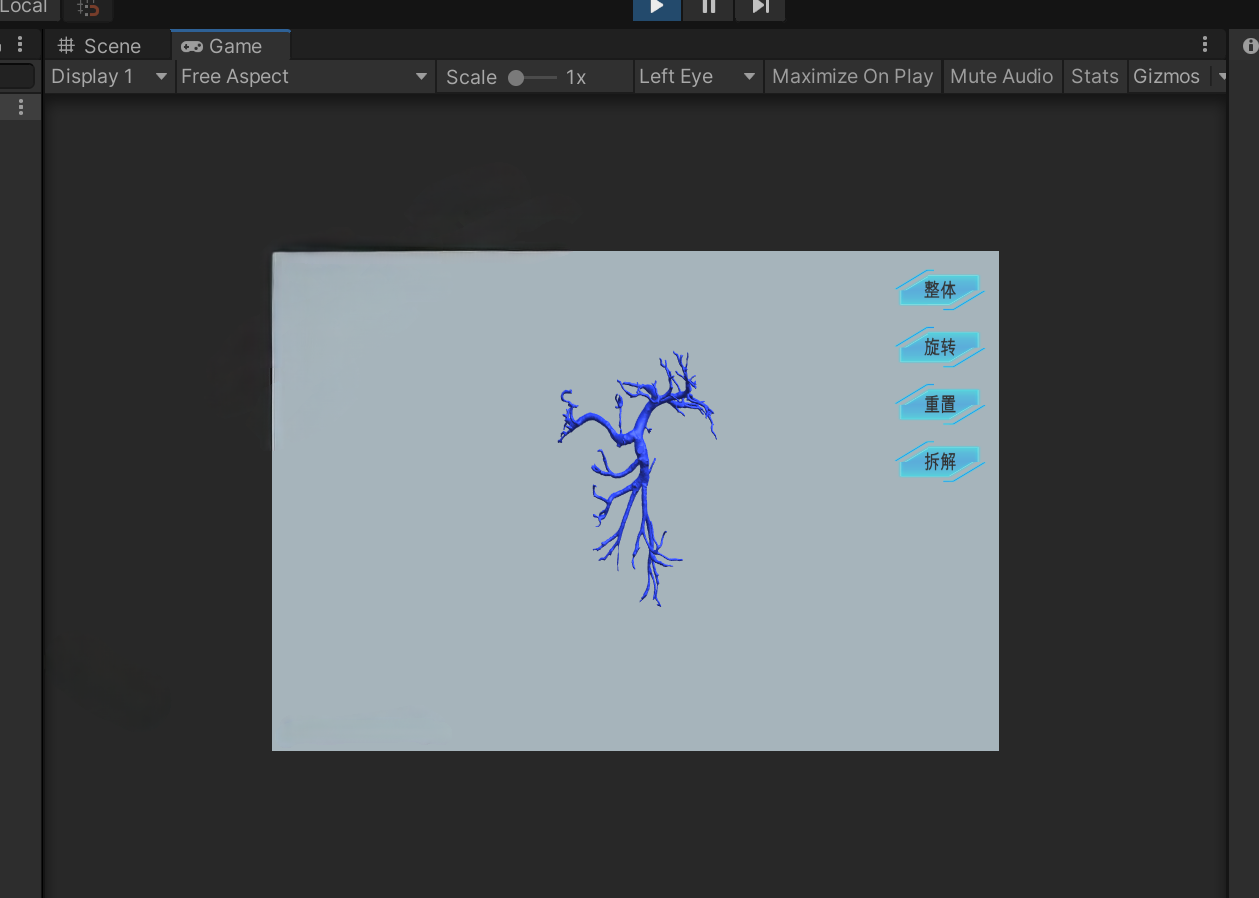 Local
Scene
Game
Display 1
Free Aspect
Scale
1x
Left Eye
Maximize On Play
Mute Audio
Stats
Gizmos
整体
旋转
重置
拆解